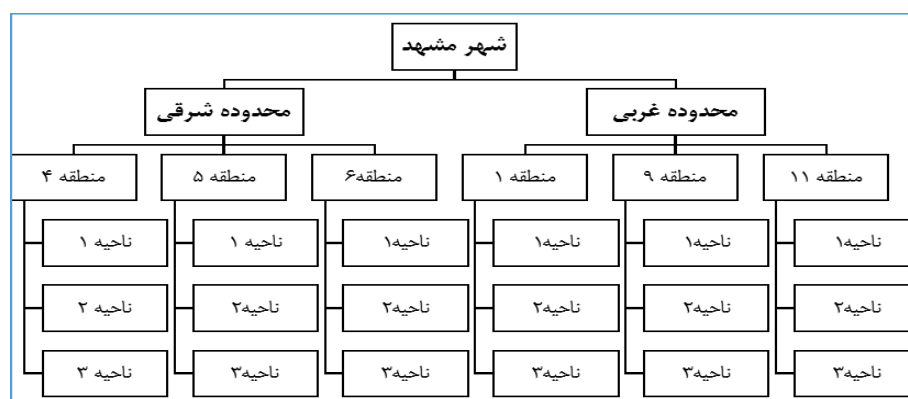 شهر مشهد
محدوده غربی
محدوده شرقی
منطقه ۱۱
منطقه ۹
منطقه ۱
منطقه۶
منطقه ۵
منطقه ۴
ناحیه۱
ناحیه۱
ناحیه۱
ناحیه۱
ناحیه ۱
ناحیه ۱
ناحیه۲
ناحیه۲
ناحیه۲
ناحیه۲
ناحیه۲
ناحیه ۲
ناحیه۳
ناحیه۳
ناحیه۳
ناحیه۳
ناحیه۳
ناحیه ۳